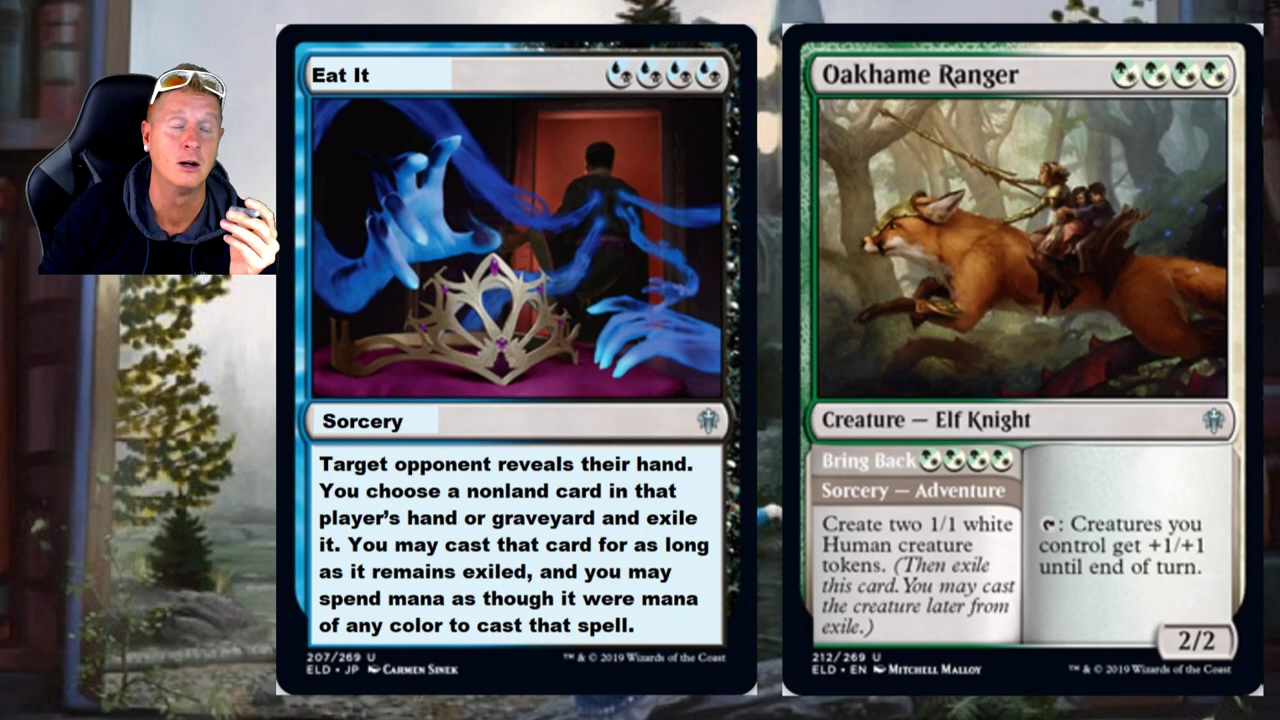 Eat It
Sorcery
Target opponent reveals their hand.
You choose a nonland card in that
player's hand or graveyard and exile
it. You may cast that card for as long
as it remains exiled, and you may
spend mana as though it were mana
of any color to cast that spell.
207/269 U
ELD • JP CARMEN SINEK
™ & © 2019 Wizards of the Coast
Oakhame Ranger
Creature — Elf Knight
Bring Back
Sorcery — Adventure
Create two 1/1 white
Human creature
tokens. (Then exile
this card. You may cast
the creature later from
exile.)
: Creatures you
control get +1/+1
until end of turn.
2/2
212/269 U
ELD • EN MITCHELL MALLOY
™ & © 2019 Wizards of the Coast